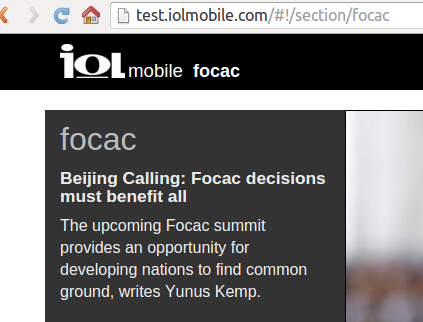 test.iolmobile.com/#!/section/focac
iol mobile focac
focac
Beijing Calling: Focac decisions
must benefit all
The upcoming Focac summit
provides an opportunity for
developing nations to find common
ground, writes Yunus Kemp.